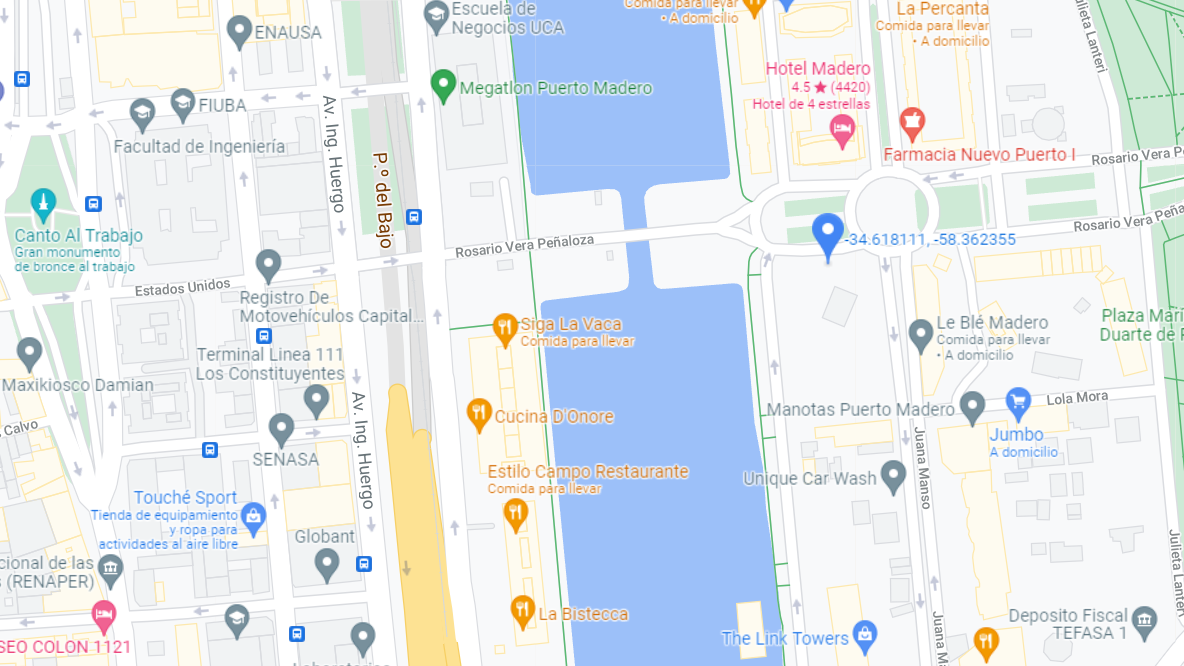 Escuela de
Negocios UCA
Comida para llevar
• A domicilio
La Percanta
Comida para llevar
• A domicilio
Julieta Lanteri
ENAUSA
Megatlon Puerto Madero
Hotel Madero
4.5 ★ (4420)
Hotel de 4 estrellas
FIUBA
Facultad de Ingeniería
Av. Ing. Huergo
P.º del Bajo
Farmacia Nuevo Puerto I
Rosario Vera P
Canto Al Trabajo
Gran monumento
de bronce al trabajo
Rosario Vera Peñaloza
-34.618111, -58.362355
Rosario Vera Peña
Estados Unidos
Registro De
Motovehículos Capital...
Siga La Vaca
Comida para llevar
Le Blé Madero
Comida para llevar
• A domicilio
Plaza Marí
Duarte de P
Terminal Linea 111
Los Constituyentes
Maxikiosco Damian
Av. Ing. Huergo
Cucina D'Onore
Manotas Puerto Madero
Lola Mora
Calvo
Jumbo
A domicilio
SENASA
Juana Manso
Estilo Campo Restaurante
Comida para llevar
Unique Car Wash
Touché Sport
Tienda de equipamiento
y ropa para
actividades al aire libre
Globant
cional de las
(RENAPER)
Julieta Lanteri
La Bistecca
The Link Towers
Juana Ma
Deposito Fiscal
TEFASA 1
SEO COLON 1121